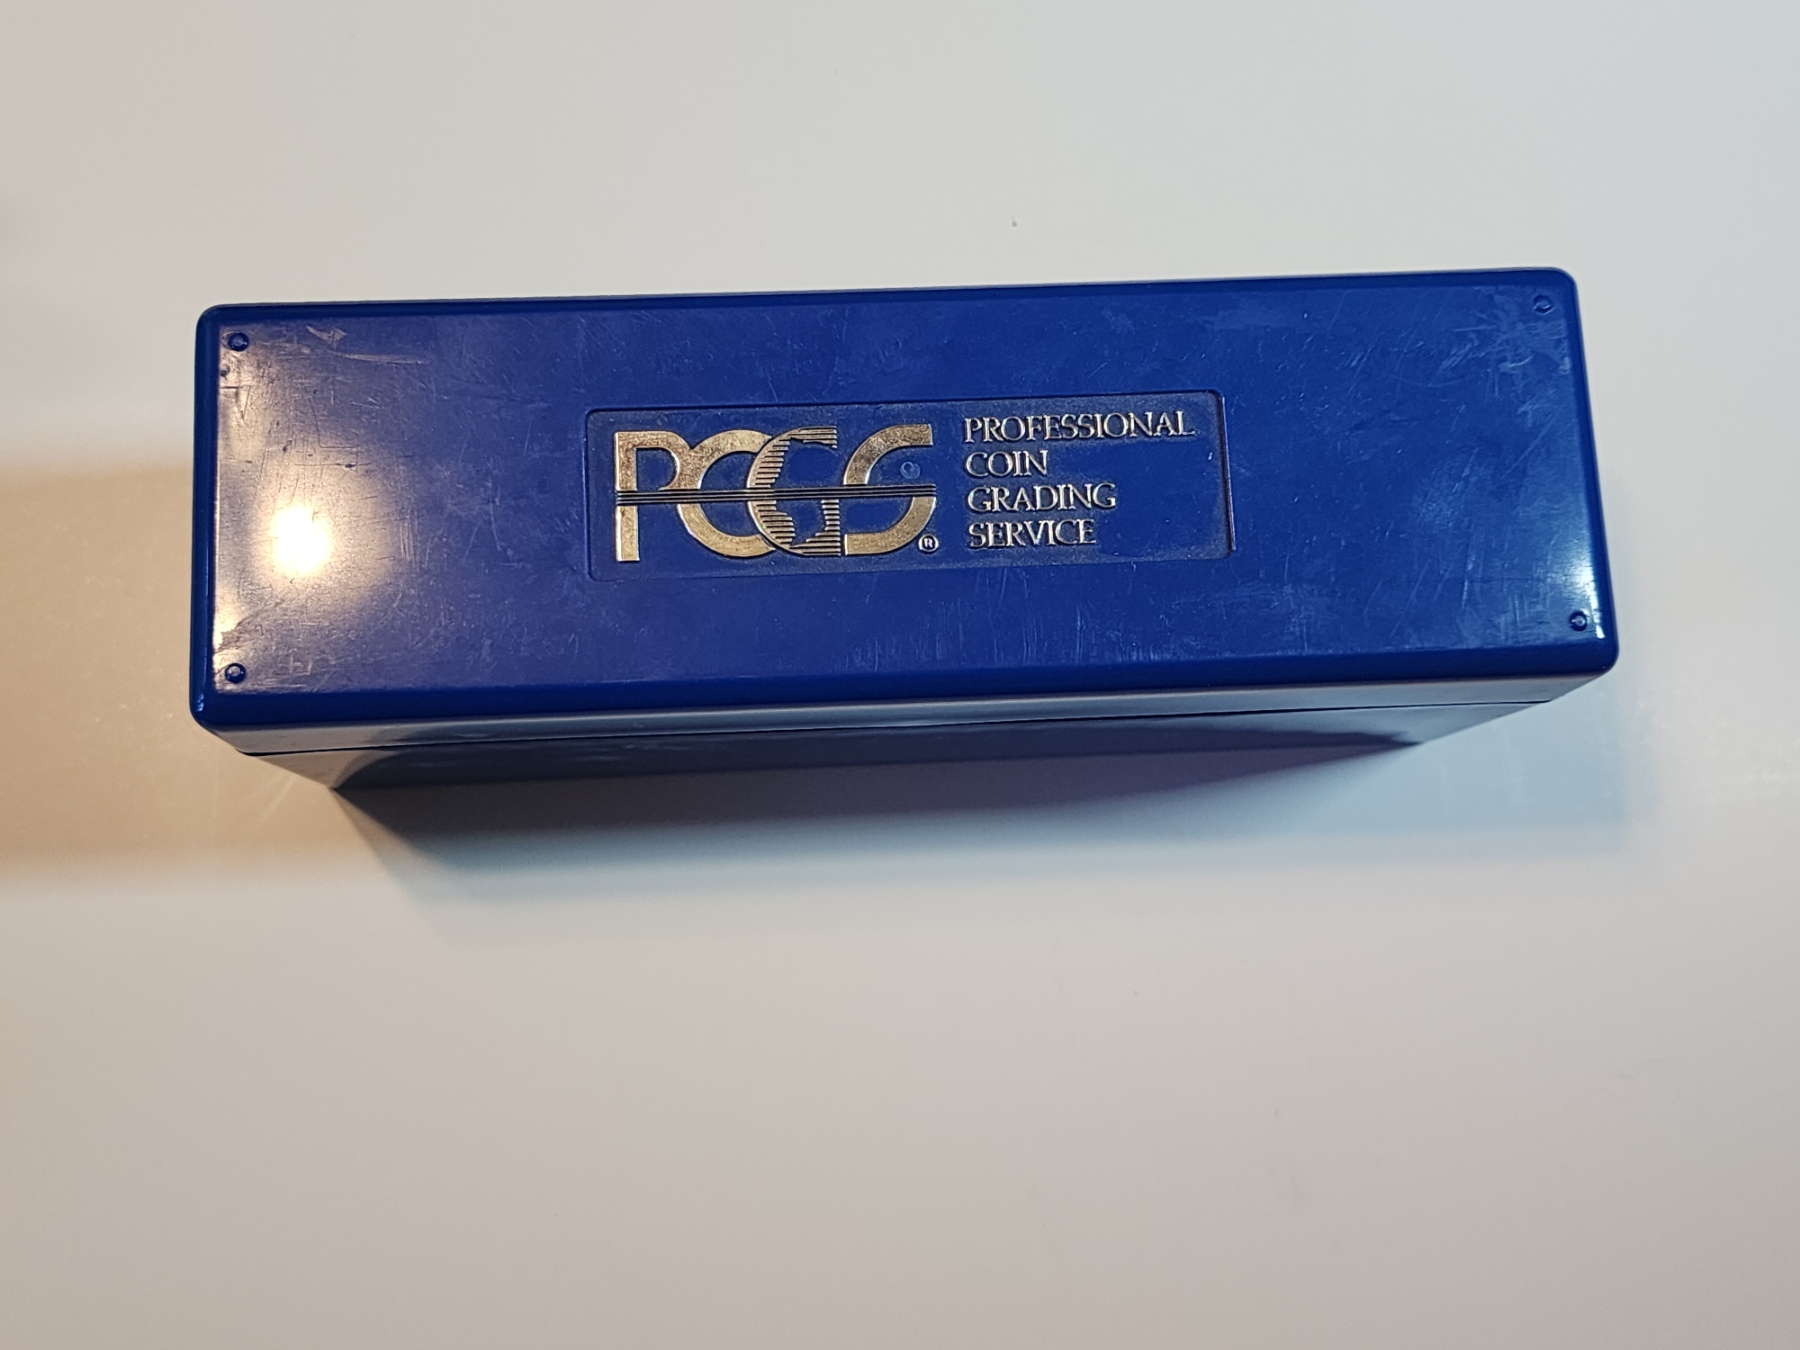 PCGS®
PROFESSIONAL
COIN
GRADING
SERVICE